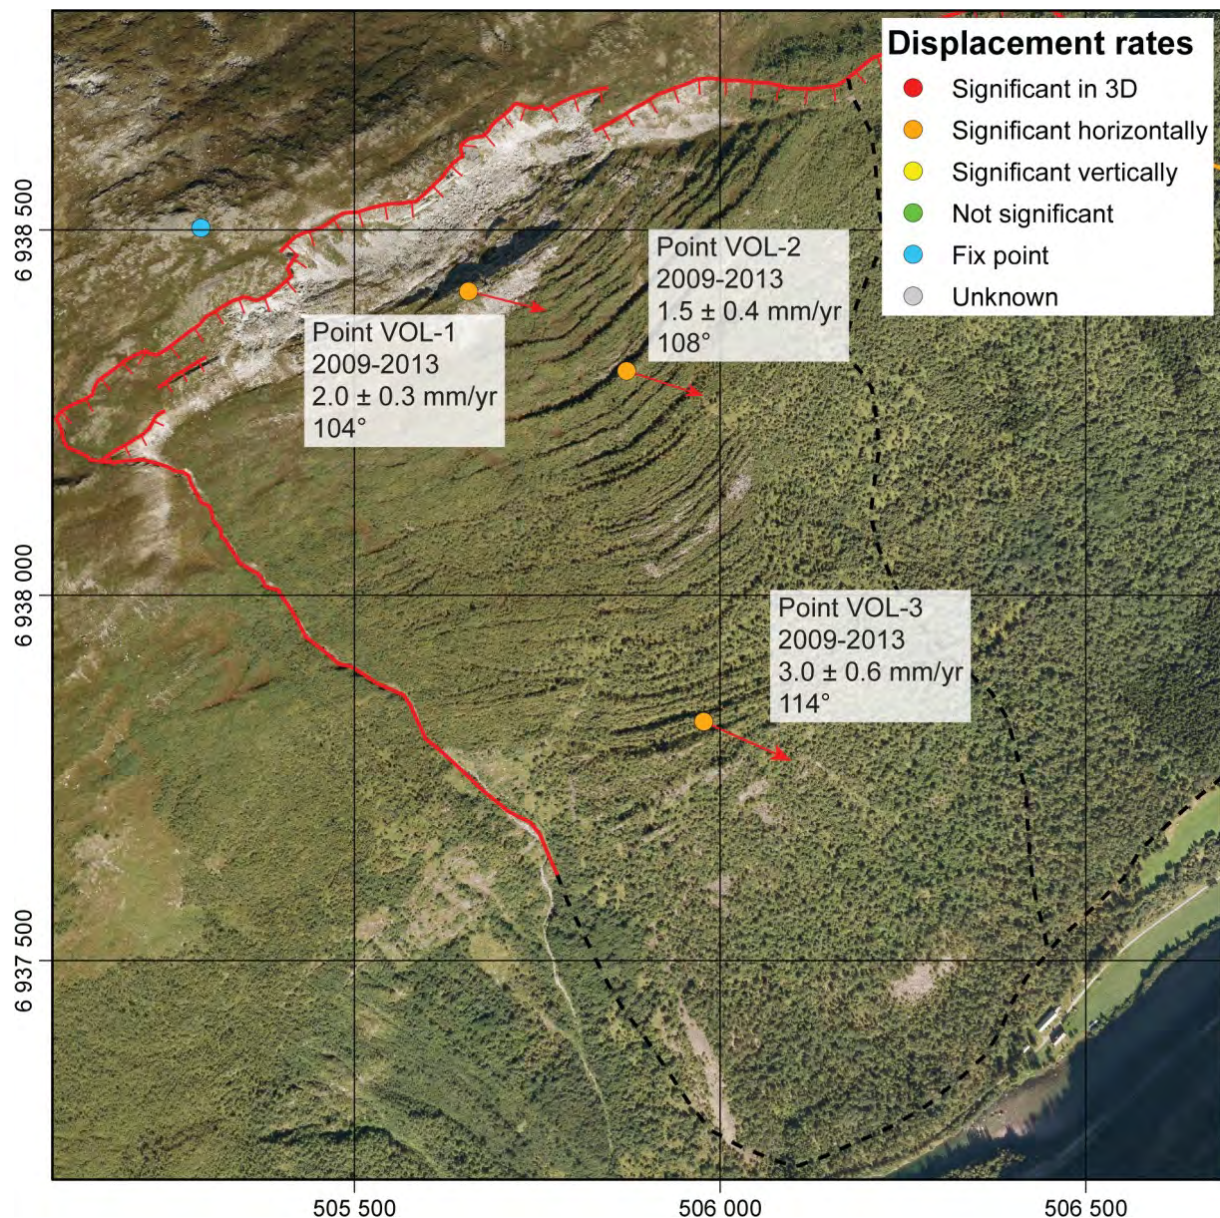 Displacement rates
Significant in 3D
Significant horizontally
Significant vertically
Not significant
Fix point
Unknown
Point VOL-2
2009-2013
1.5 ± 0.4 mm/yr
108°
Point VOL-1
2009-2013
2.0 ± 0.3 mm/yr
104°
Point VOL-3
2009-2013
3.0 ± 0.6 mm/yr
114°
6 938 500
6 938 000
6 937 500
505 500
506 000
506 500